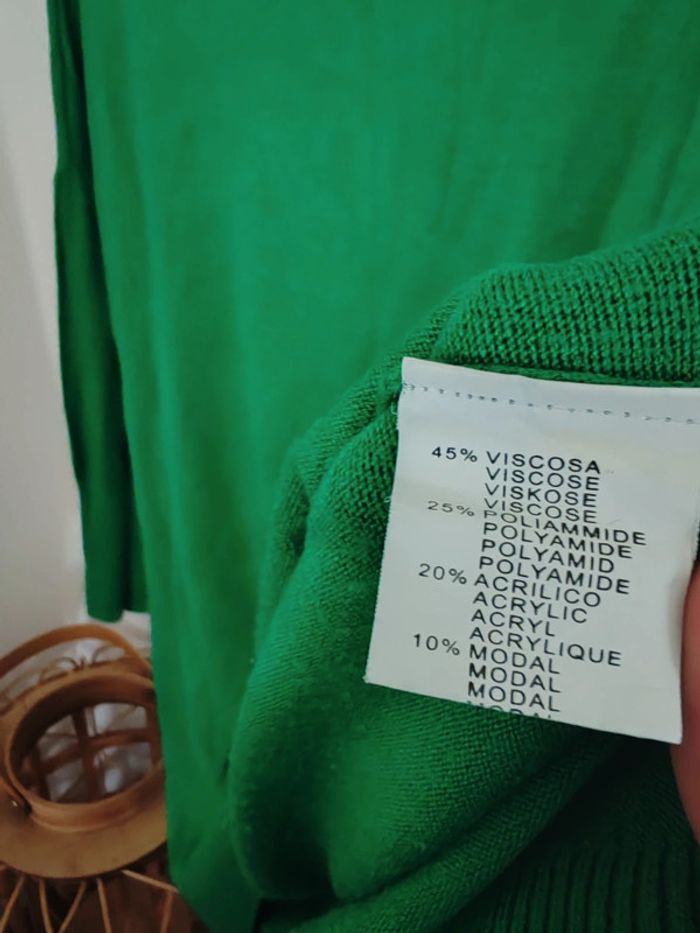 45% VISCOSA
VISCOSE
VISKOSE
VISCOSE
25% POLIAMMIDE
POLYAMIDE
POLYAMID
POLYAMIDE
20% ACRILICO
ACRYLIC
ACRYL
ACRYLIQUE
10% MODAL
MODAL
MODAL
MODAL